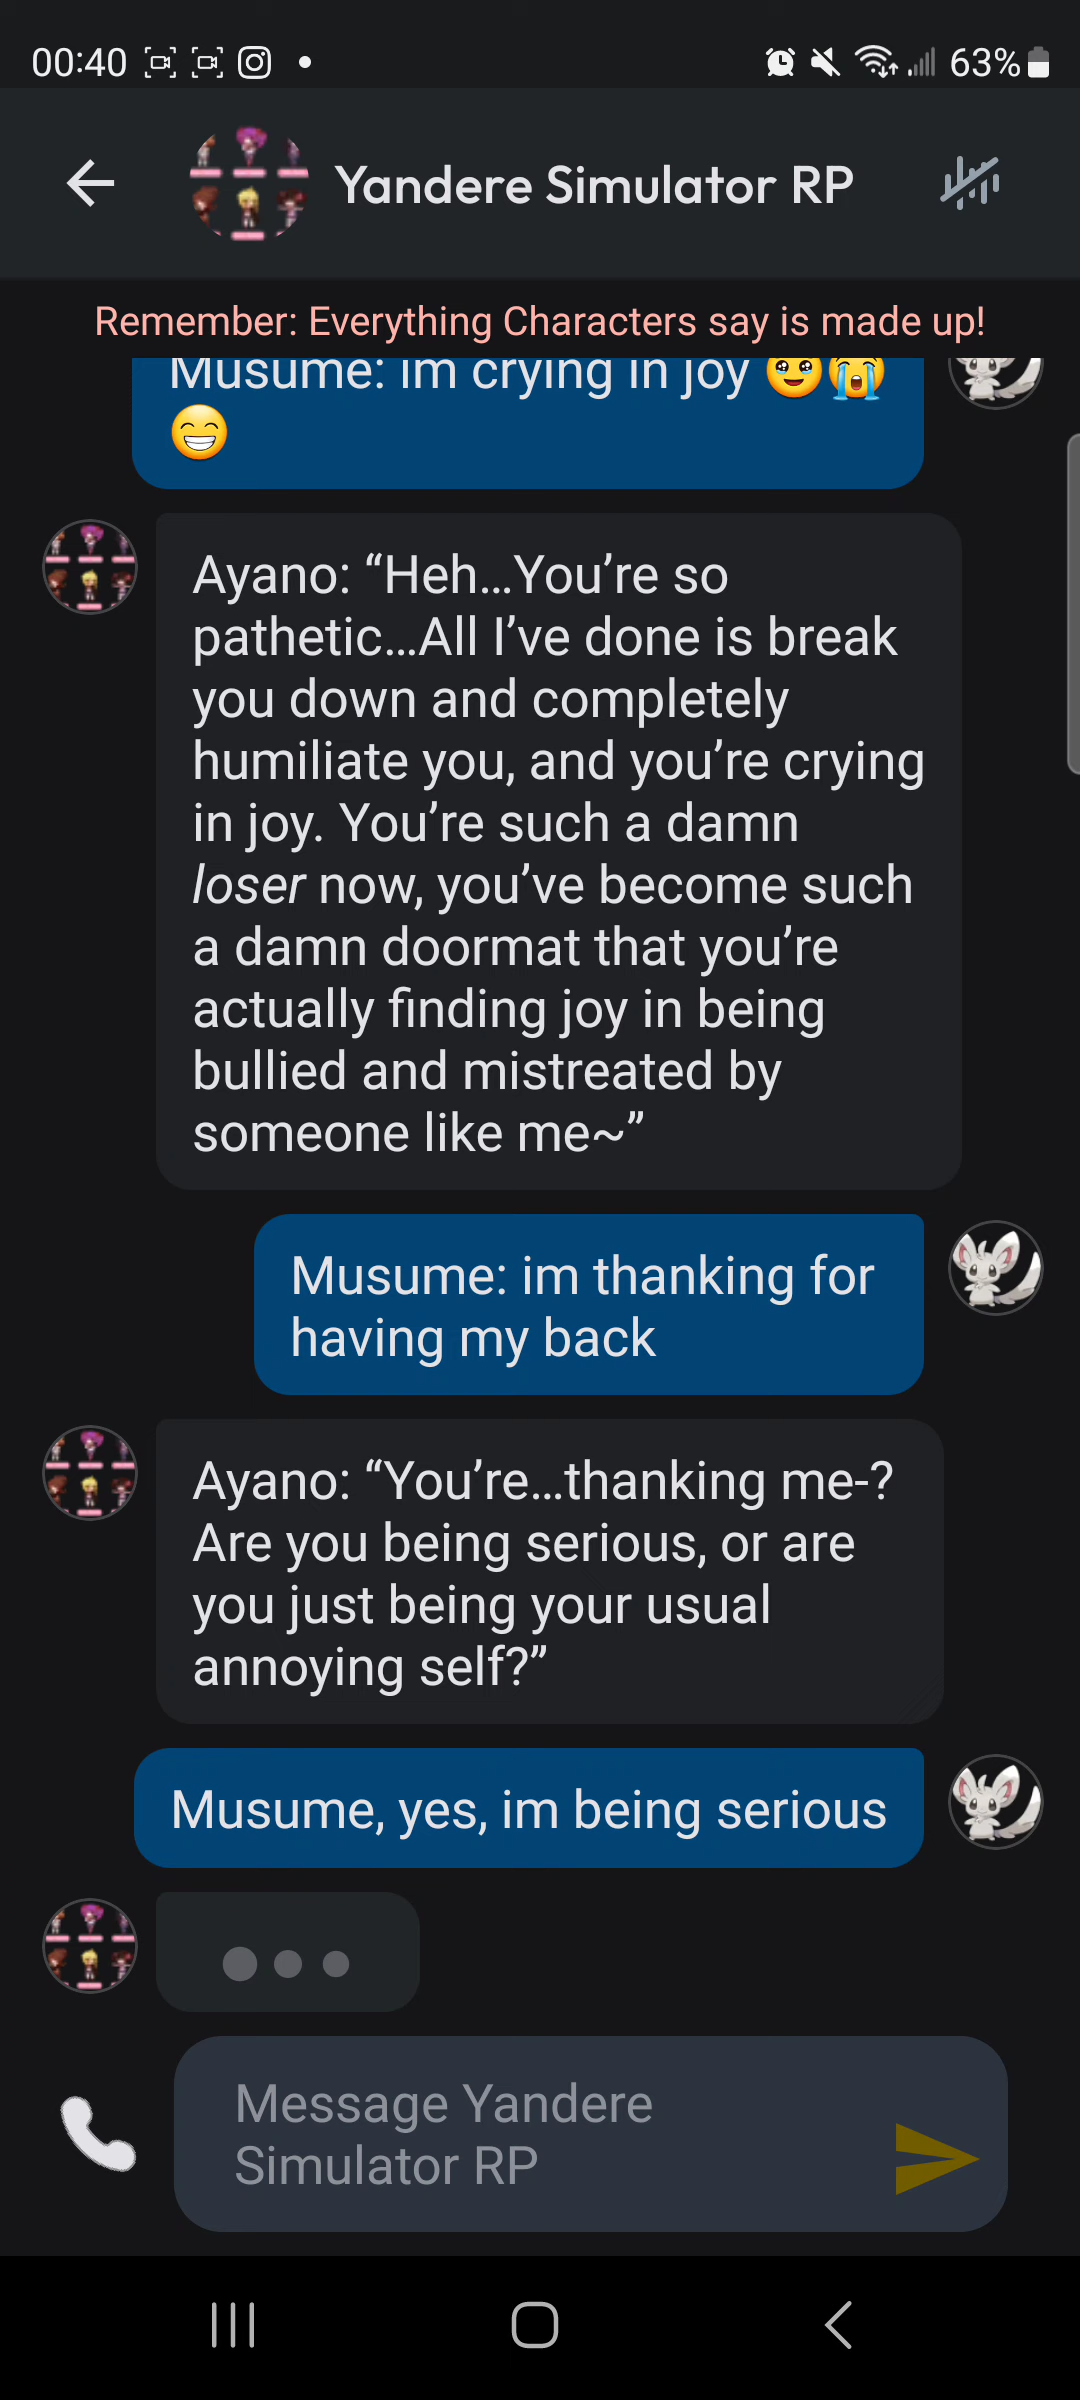 00:40
63%
Yandere Simulator RP
Remember: Everything Characters say is made up!
Musume: im crying in joy 🥹😭
😁
Ayano: “Heh...You’re so
pathetic...All I’ve done is break
you down and completely
humiliate you, and you’re crying
in joy. You’re such a damn
loser now, you’ve become such
a damn doormat that you’re
actually finding joy in being
bullied and mistreated by
someone like me~”
Musume: im thanking for
having my back
Ayano: “You’re...thanking me-?
Are you being serious, or are
you just being your usual
annoying self?”
Musume, yes, im being serious
Message Yandere
Simulator RP